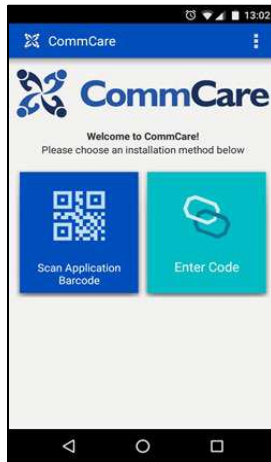 13:02
CommCare
CommCare
Welcome to CommCare!
Please choose an installation method below
Scan Application
Barcode
Enter Code